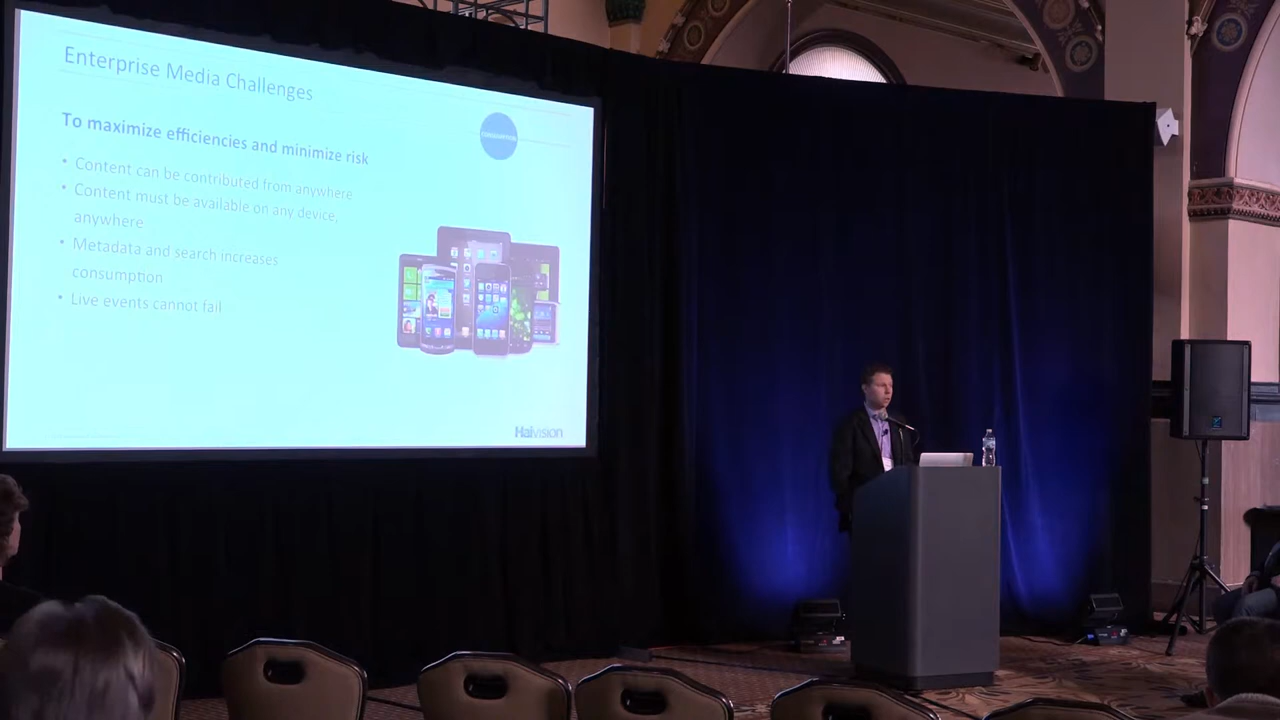 Enterprise Media Challenges
CONSUMPTION
To maximize efficiencies and minimize risk
• Content can be contributed from anywhere
• Content must be available on any device,
anywhere
• Metadata and search increases
consumption
• Live events cannot fail
Haivision